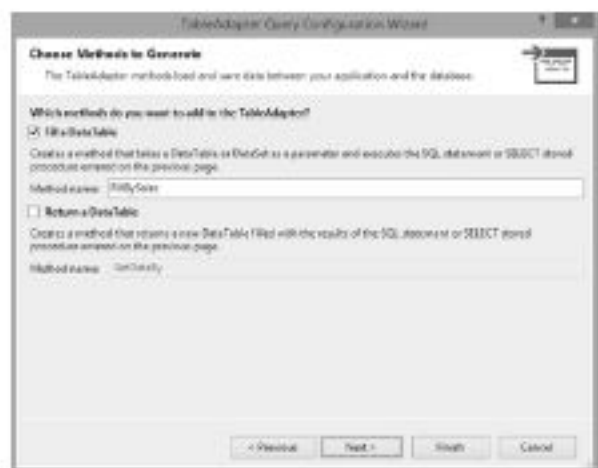 TableAdapter Query Configuration Wizard
Choose Methods to Generate
The TableAdapter methods load and save data between your application and the database.
Which methods do you want to add to the TableAdapter?
Fill a DataTable
Creates a method that takes a DataTable or DataSet as a parameter and executes the SQL statement or SELECT stored
procedure entered on the previous page.
Method name:
Return a DataTable
Creates a method that returns a new DataTable filled with the results of the SQL statement or SELECT stored
procedure entered on the previous page.
Method name:
< Previous
Next >
Finish
Cancel